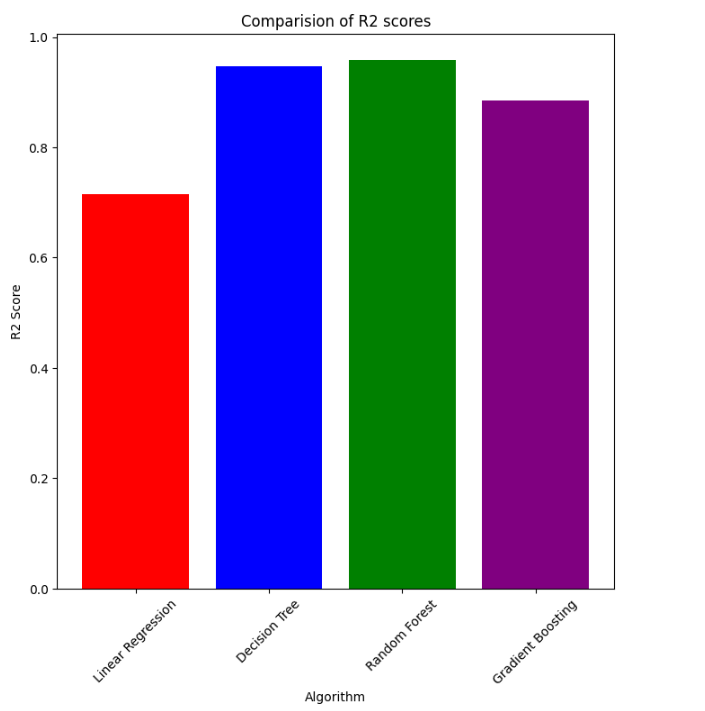 Comparision of R2 scores
1.0
0.8
0.6
0.4
0.2
0.0
R2 Score
Linear Regression
Decision Tree
Random Forest
Gradient Boosting
Algorithm